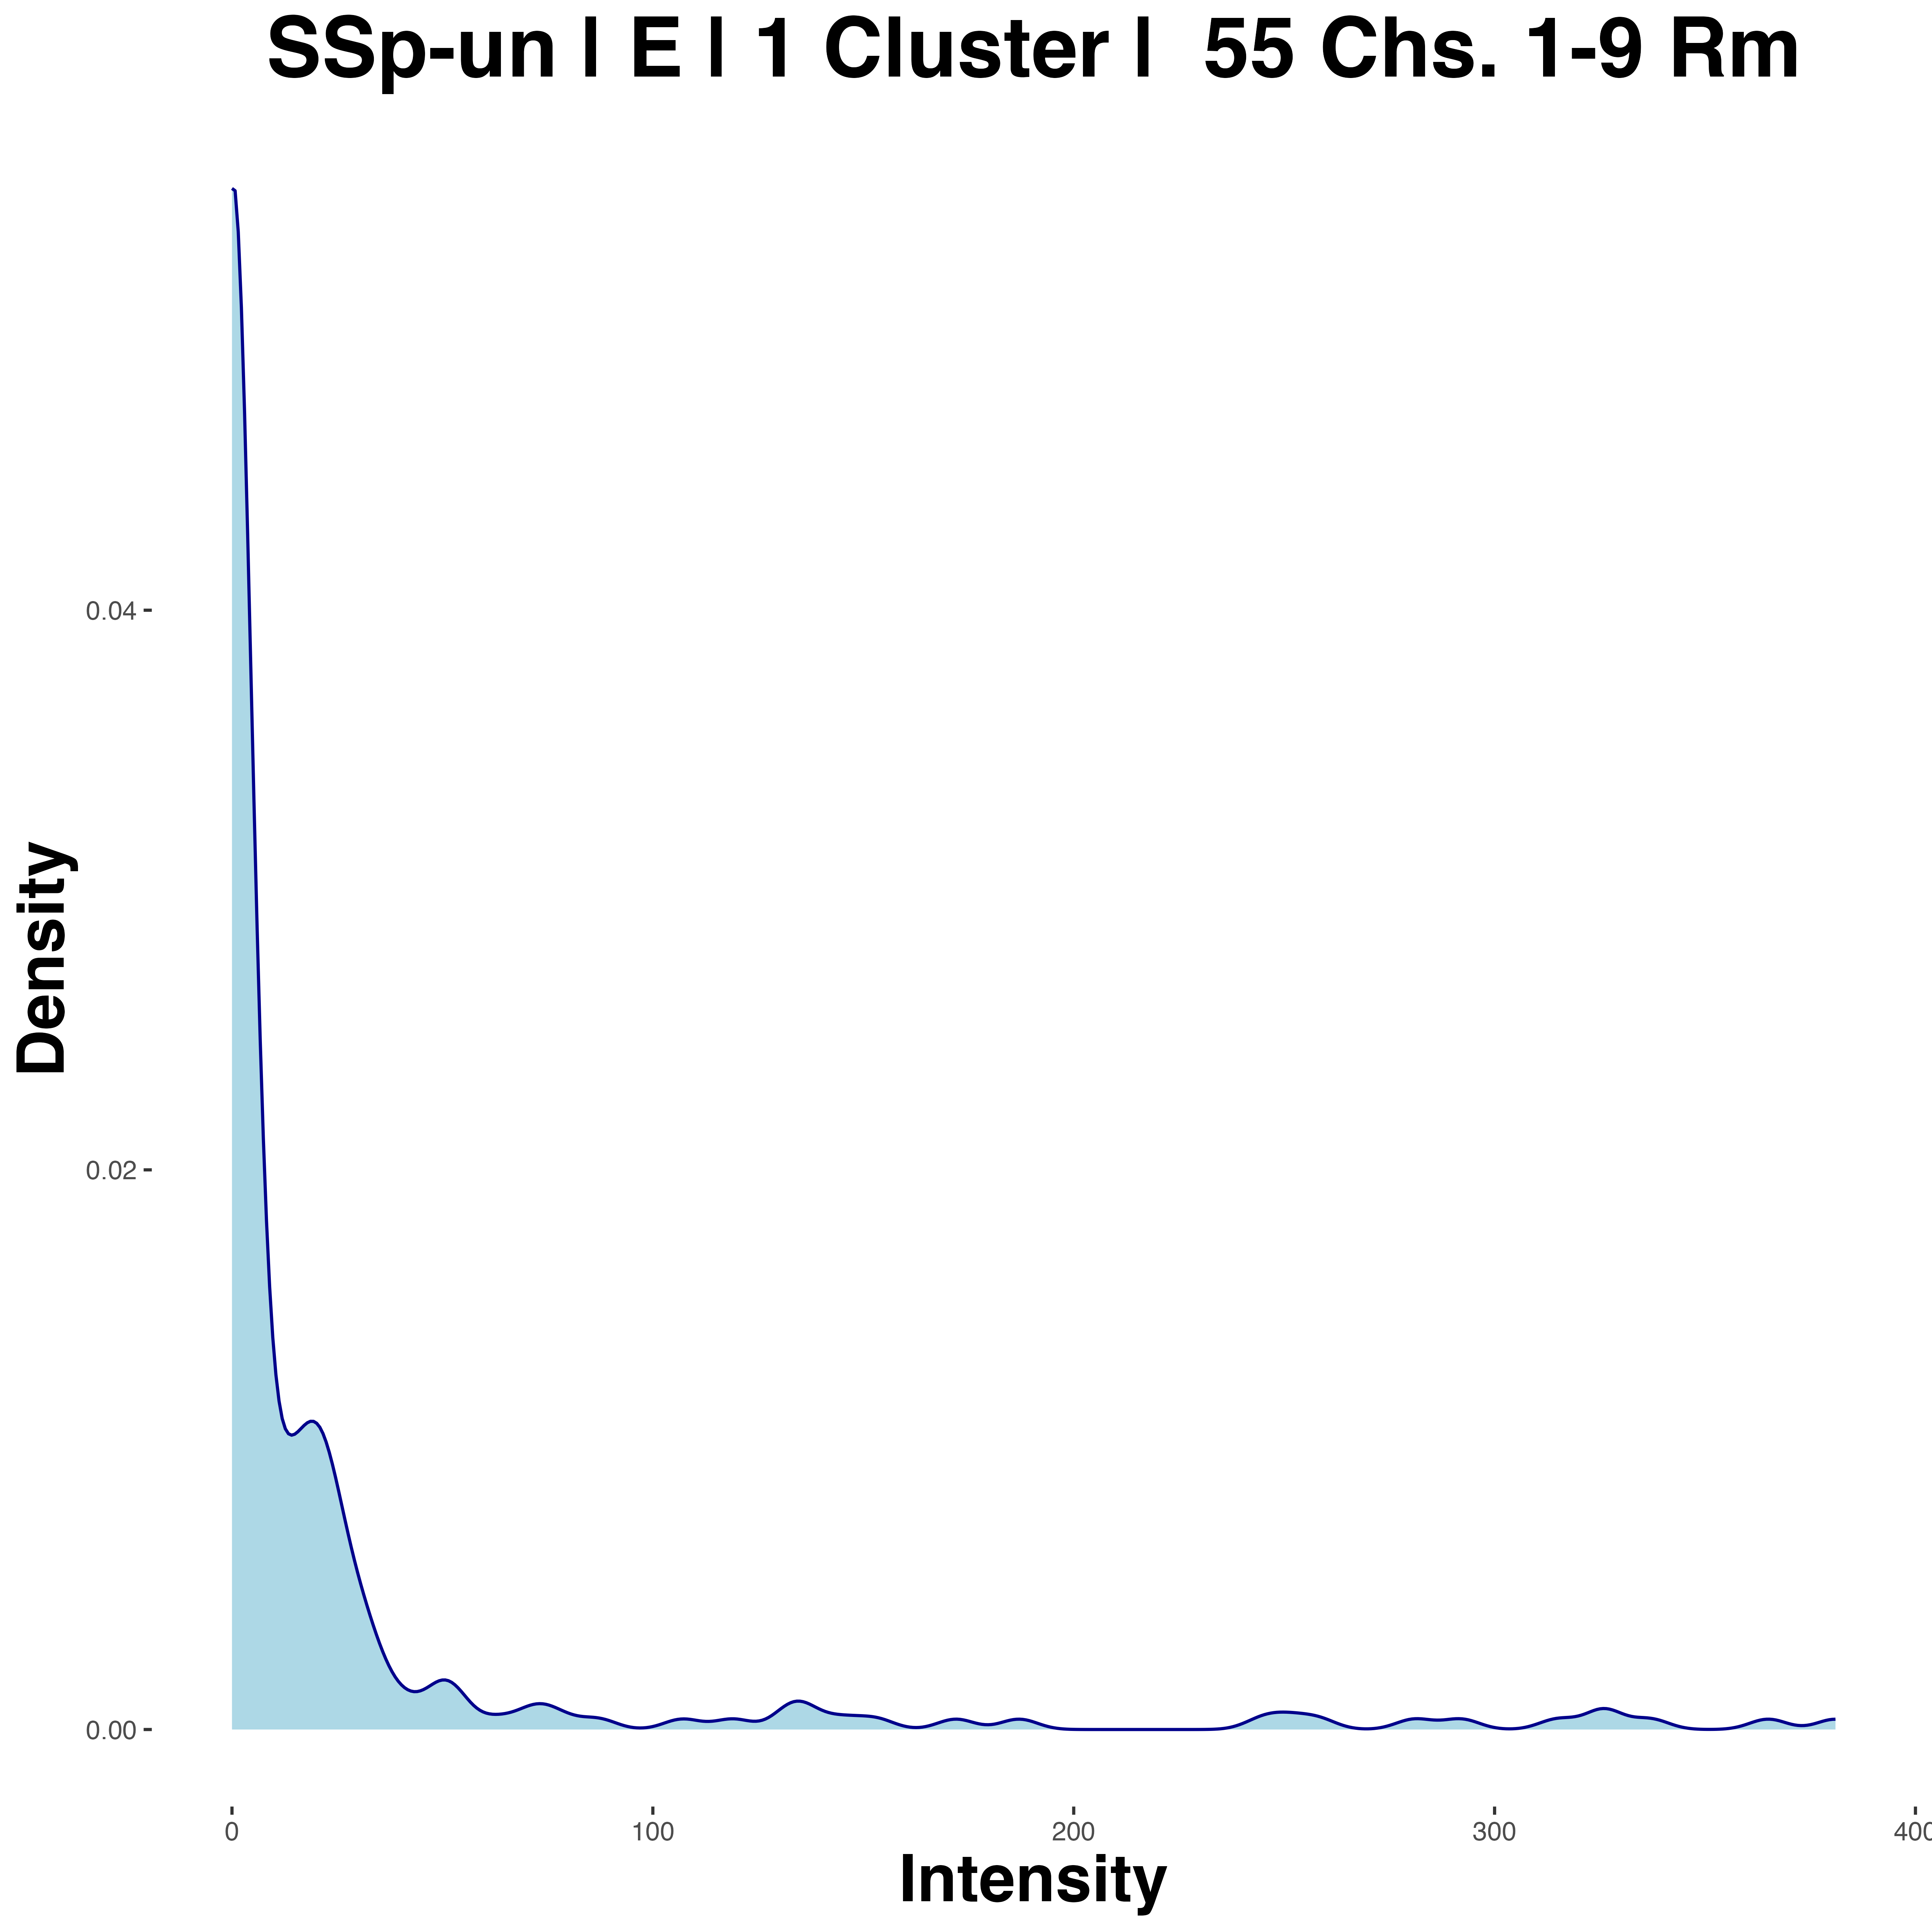 SSp-un | E | 1 Cluster |  55 Chs. 1-9 Rm
Density
0.04
0.02
0.00
0 100 200 300 400
Intensity